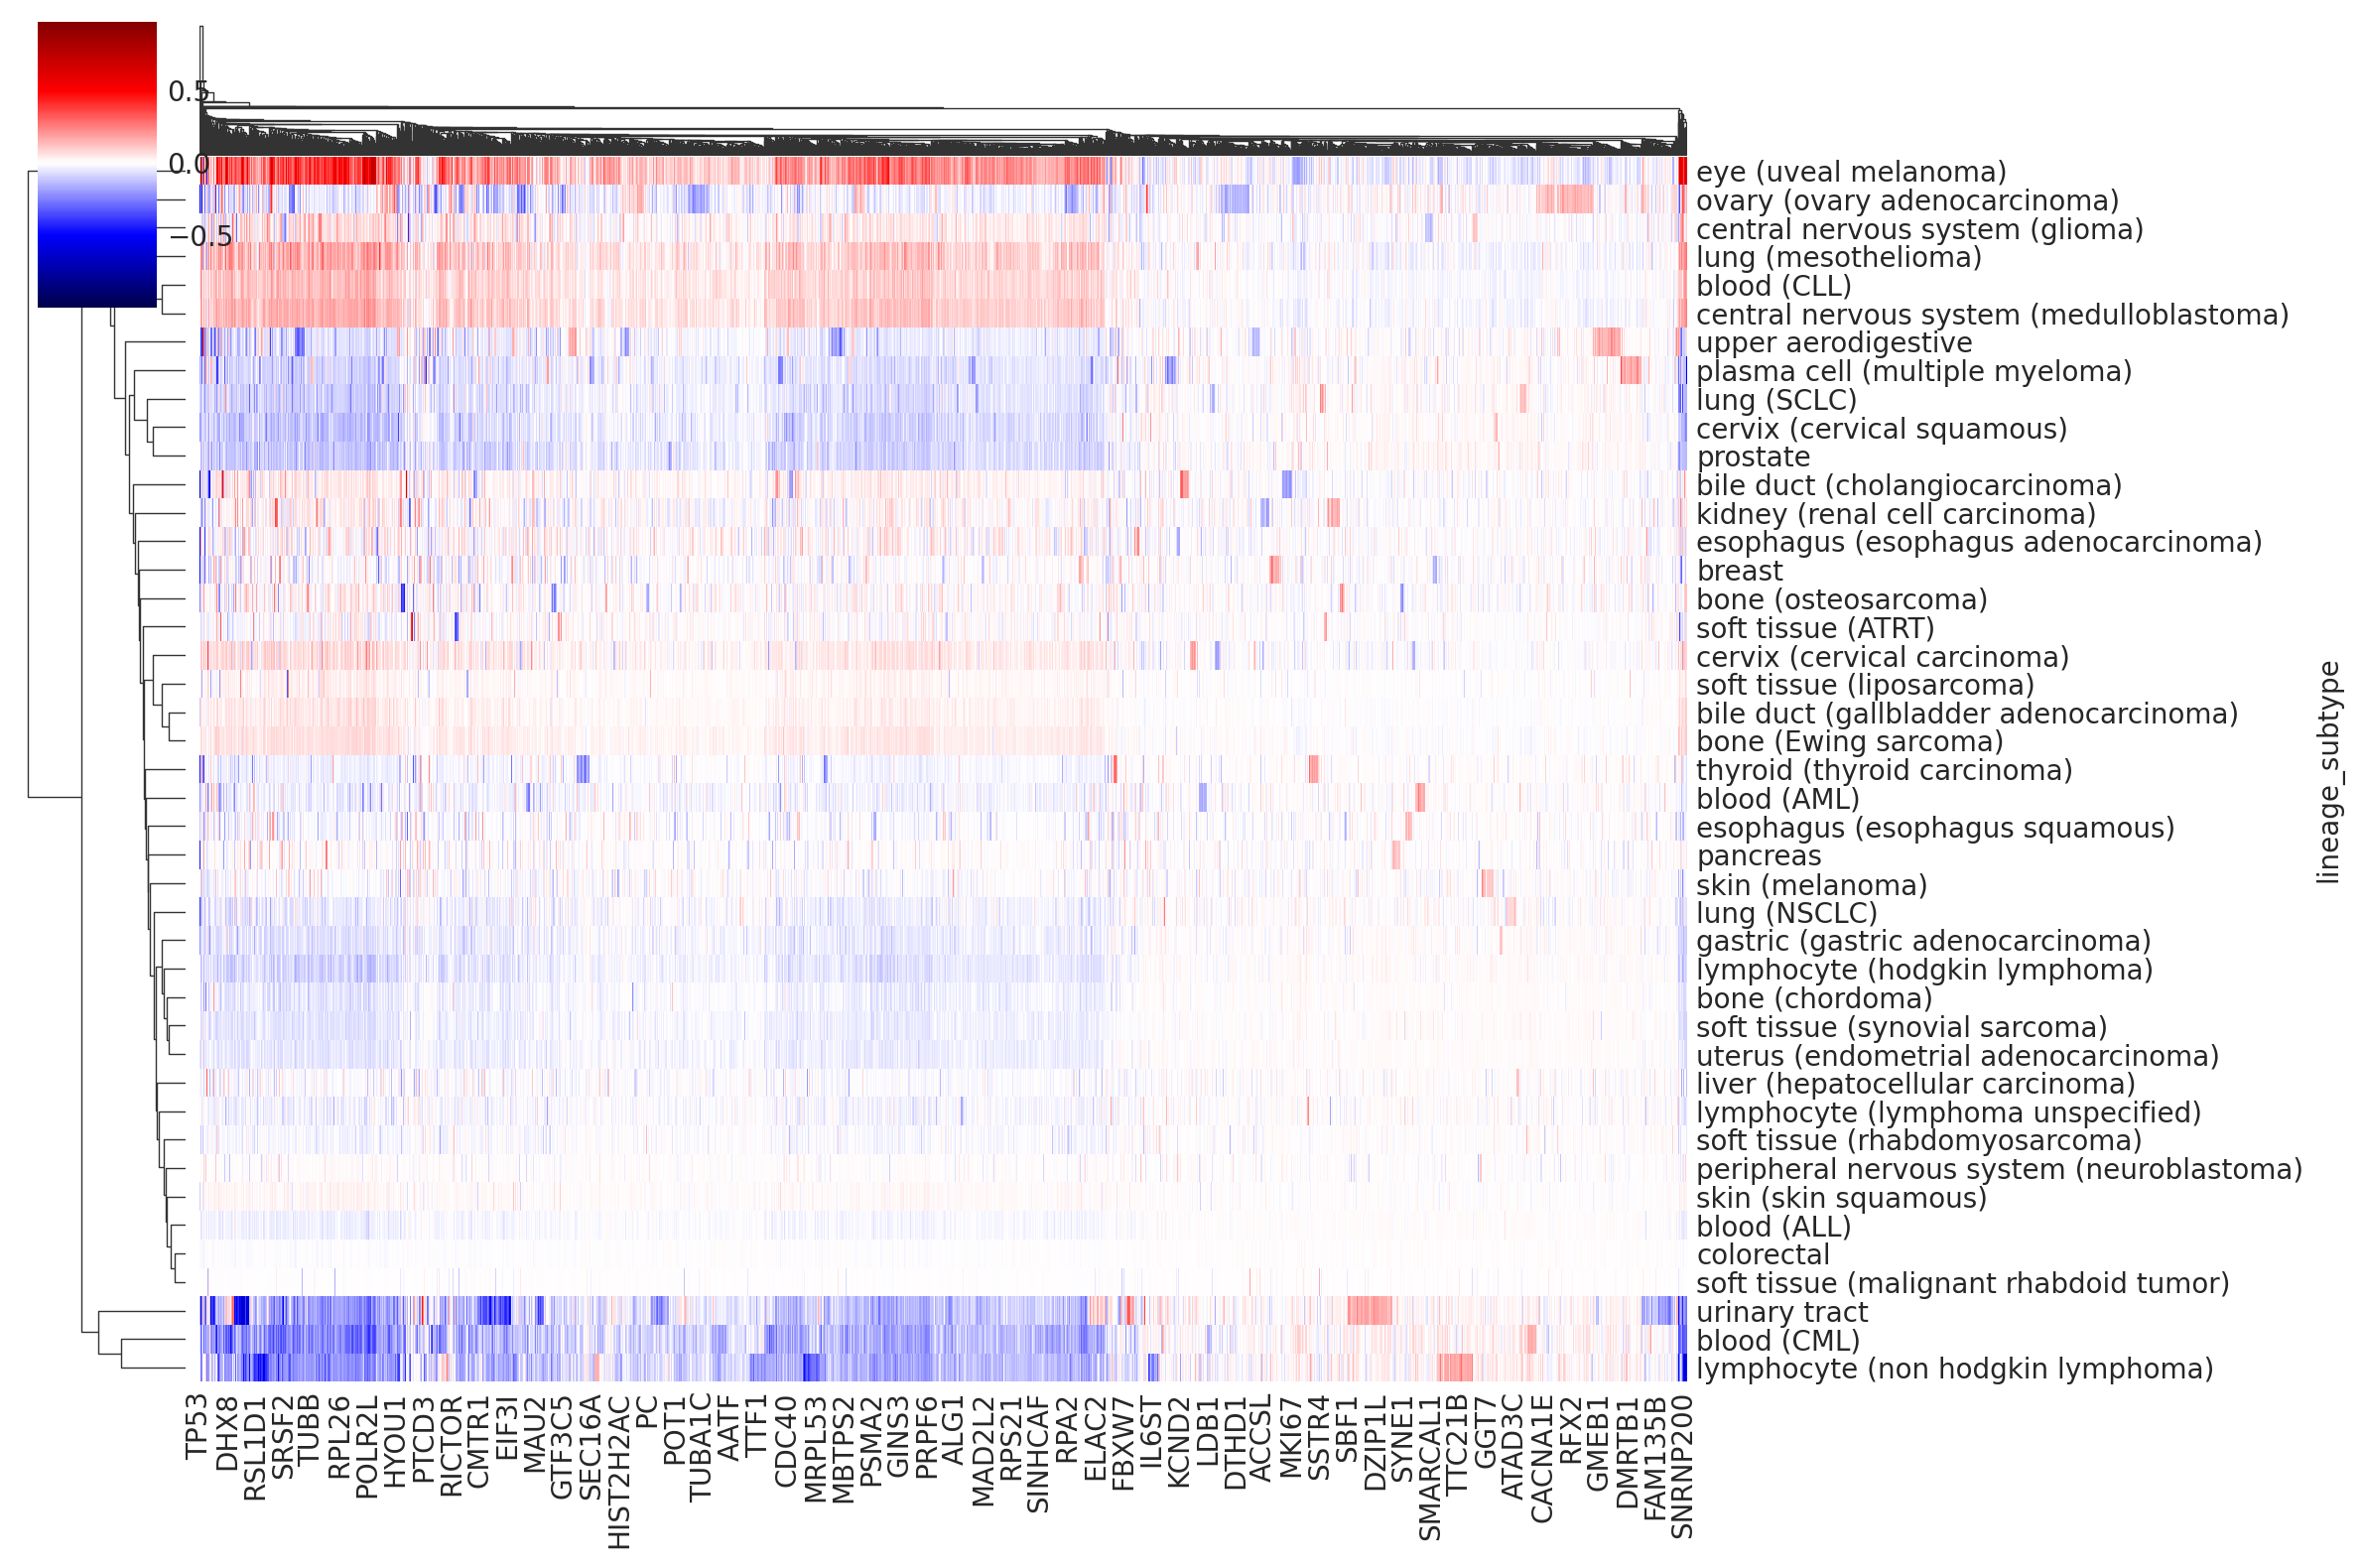 0.5
0.0
−0.5
eye (uveal melanoma)
ovary (ovary adenocarcinoma)
central nervous system (glioma)
lung (mesothelioma)
blood (CLL)
central nervous system (medulloblastoma)
upper aerodigestive
plasma cell (multiple myeloma)
lung (SCLC)
cervix (cervical squamous)
prostate
bile duct (cholangiocarcinoma)
kidney (renal cell carcinoma)
esophagus (esophagus adenocarcinoma)
breast
bone (osteosarcoma)
soft tissue (ATRT)
cervix (cervical carcinoma)
soft tissue (liposarcoma)
bile duct (gallbladder adenocarcinoma)
bone (Ewing sarcoma)
thyroid (thyroid carcinoma)
blood (AML)
esophagus (esophagus squamous)
pancreas
skin (melanoma)
lung (NSCLC)
gastric (gastric adenocarcinoma)
lymphocyte (hodgkin lymphoma)
bone (chordoma)
soft tissue (synovial sarcoma)
uterus (endometrial adenocarcinoma)
liver (hepatocellular carcinoma)
lymphocyte (lymphoma unspecified)
soft tissue (rhabdomyosarcoma)
peripheral nervous system (neuroblastoma)
skin (skin squamous)
blood (ALL)
colorectal
soft tissue (malignant rhabdoid tumor)
urinary tract
blood (CML)
lymphocyte (non hodgkin lymphoma)
lineage_subtype
TP53
DHX8
RSL1D1
SRSF2
TUBB
RPL26
POLR2L
HYOU1
PTCD3
RICTOR
CMTR1
EIF3I
MAU2
GTF3C5
SEC16A
HIST2H2AC
PC
POT1
TUBA1C
AATF
TTF1
CDC40
MRPL53
MBTPS2
PSMA2
GINS3
PRPF6
ALG1
MAD2L2
RPS21
SINHCAF
RPA2
ELAC2
FBXW7
IL6ST
KCND2
LDB1
DTHD1
ACCSL
MKI67
SSTR4
SBF1
DZIP1L
SYNE1
SMARCAL1
TTC21B
GGT7
ATAD3C
CACNA1E
RFX2
GMEB1
DMRTB1
FAM135B
SNRNP200